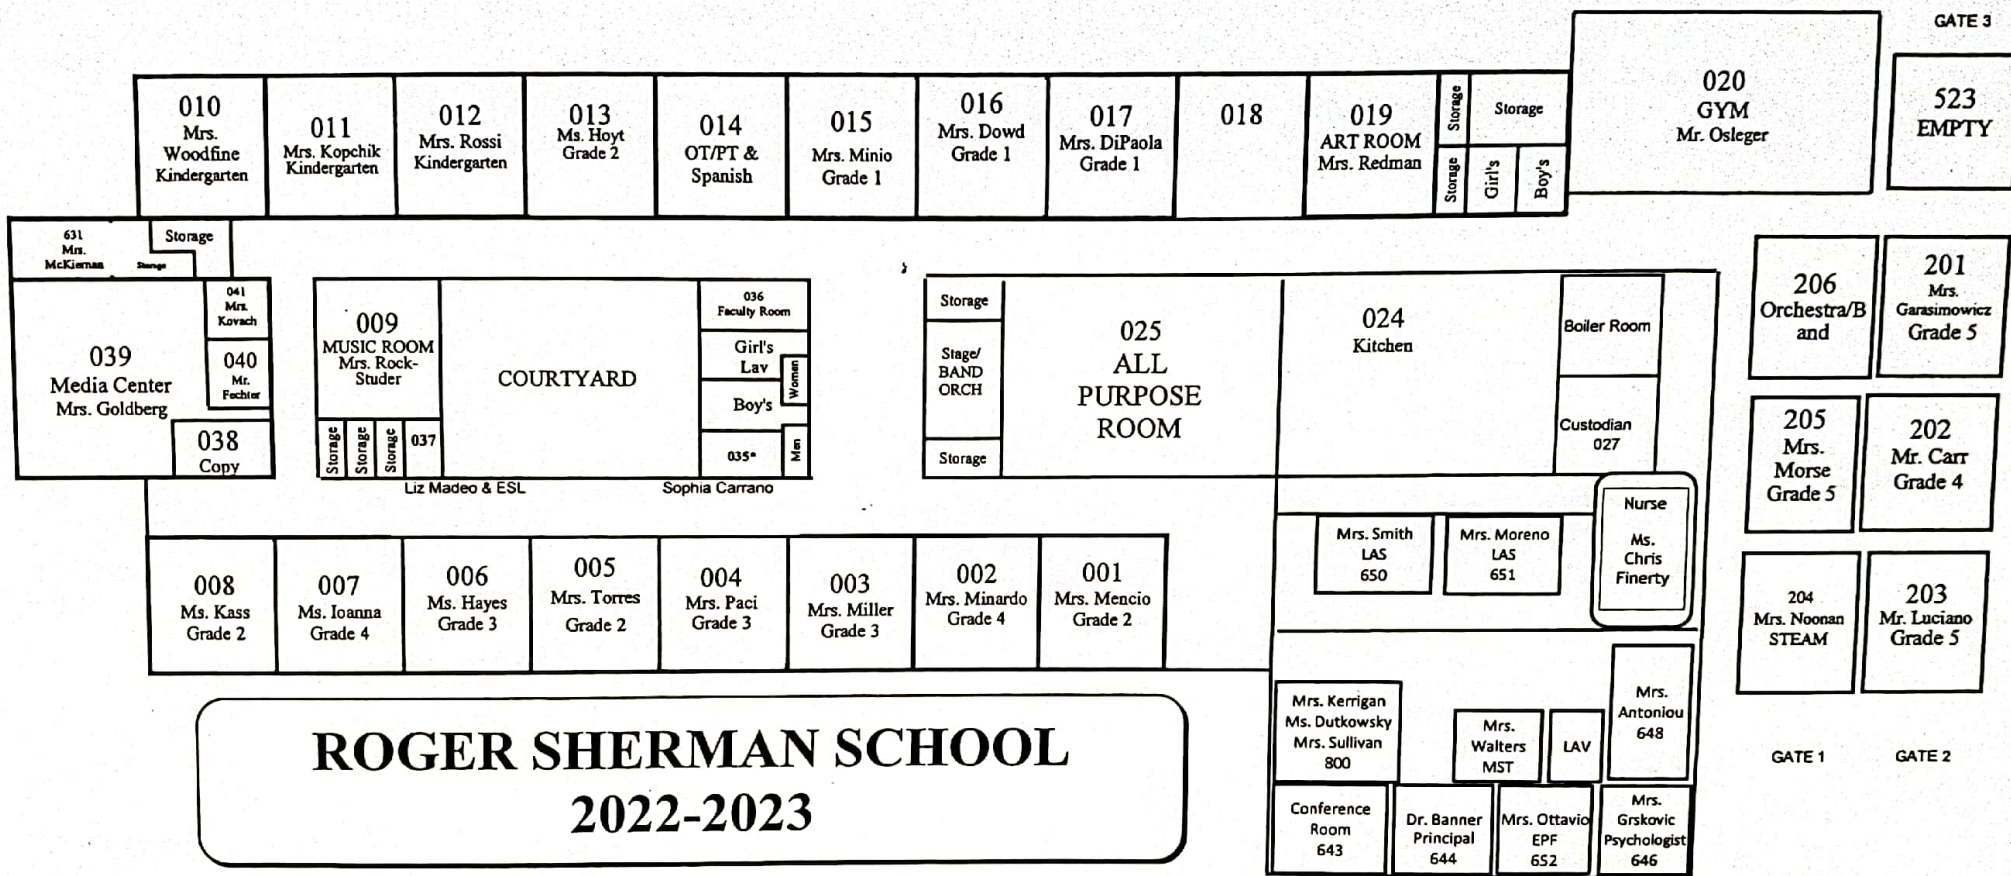 GATE 3
010
Mrs.
Woodfine
Kindergarten
011
Mrs. Kopchik
Kindergarten
012
Mrs. Rossi
Kindergarten
013
Ms. Hoyt
Grade 2
014
OT/PT &
Spanish
015
Mrs. Minio
Grade 1
016
Mrs. Dowd
Grade 1
017
Mrs. DiPaola
Grade 1
018
019
ART ROOM
Mrs. Redman
Storage
Storage
Storage
Girl's
Boy's
020
GYM
Mr. Osleger
523
EMPTY
631
Mrs.
McKiernan
Storage
Storage
039
Media Center
Mrs. Goldberg
041
Mrs.
Kovach
040
Mr.
Fechter
038
Copy
009
MUSIC ROOM
Mrs. Rock-
Studer
Storage
Storage
Storage
037
COURTYARD
036
Faculty Room
Girl's
Lav
Women
Boy's
035*
Men
Liz Madeo & ESL
Sophia Carrano
Storage
Stage/
BAND
ORCH
Storage
025
ALL
PURPOSE
ROOM
024
Kitchen
Boiler Room
Custodian
027
206
Orchestra/B
and
201
Mrs.
Garasimowicz
Grade 5
205
Mrs.
Morse
Grade 5
202
Mr. Carr
Grade 4
204
Mrs. Noonan
STEAM
203
Mr. Luciano
Grade 5
GATE 1
GATE 2
Nurse
Ms.
Chris
Finerty
Mrs. Smith
LAS
650
Mrs. Moreno
LAS
651
008
Ms. Kass
Grade 2
007
Ms. Ioanna
Grade 4
006
Ms. Hayes
Grade 3
005
Mrs. Torres
Grade 2
004
Mrs. Paci
Grade 3
003
Mrs. Miller
Grade 3
002
Mrs. Minardo
Grade 4
001
Mrs. Mencio
Grade 2
Mrs. Kerrigan
Ms. Dutkowsky
Mrs. Sullivan
800
Mrs.
Walters
MST
LAV
Mrs.
Antoniou
648
Conference
Room
643
Dr. Banner
Principal
644
Mrs. Ottavio
EPF
652
Mrs.
Grskovic
Psychologist
646
ROGER SHERMAN SCHOOL
2022-2023